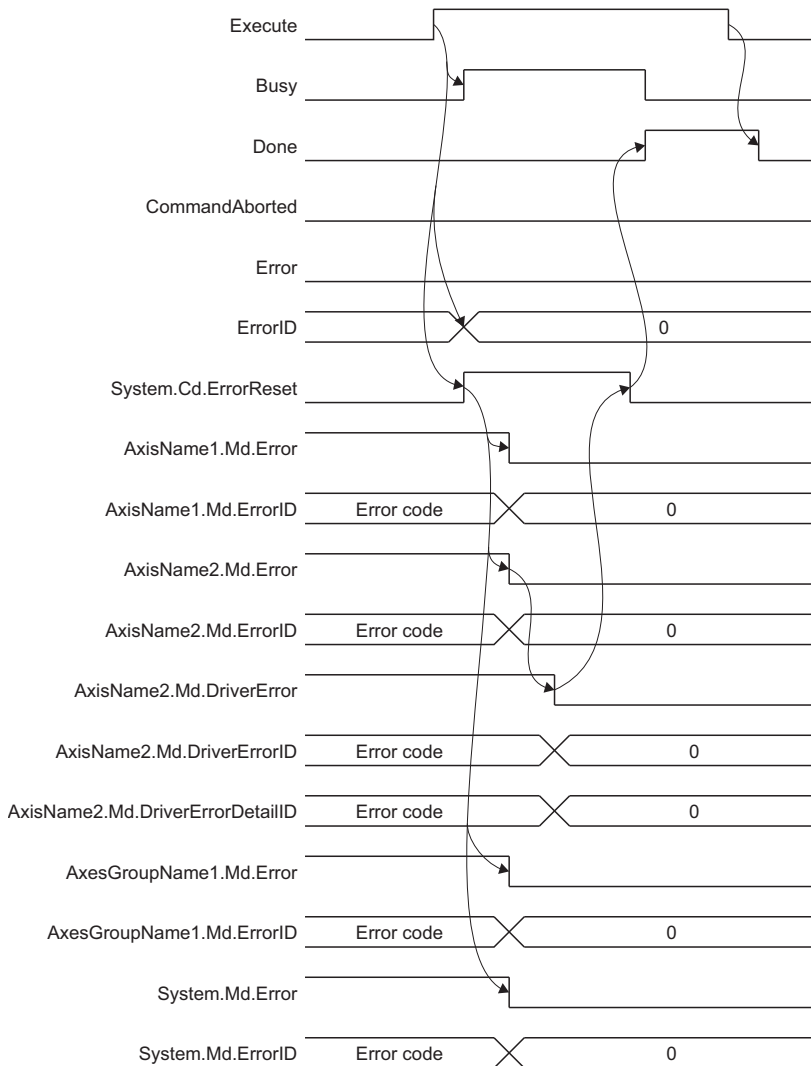 Execute
Busy
Done
CommandAborted
Error
ErrorID 0
System.Cd.ErrorReset
AxisName1.Md.Error
AxisName1.Md.ErrorID Error code 0
AxisName2.Md.Error
AxisName2.Md.ErrorID Error code 0
AxisName2.Md.DriverError
AxisName2.Md.DriverErrorID Error code 0
AxisName2.Md.DriverErrorDetailID Error code 0
AxesGroupName1.Md.Error
AxesGroupName1.Md.ErrorID Error code 0
System.Md.Error
System.Md.ErrorID Error code 0